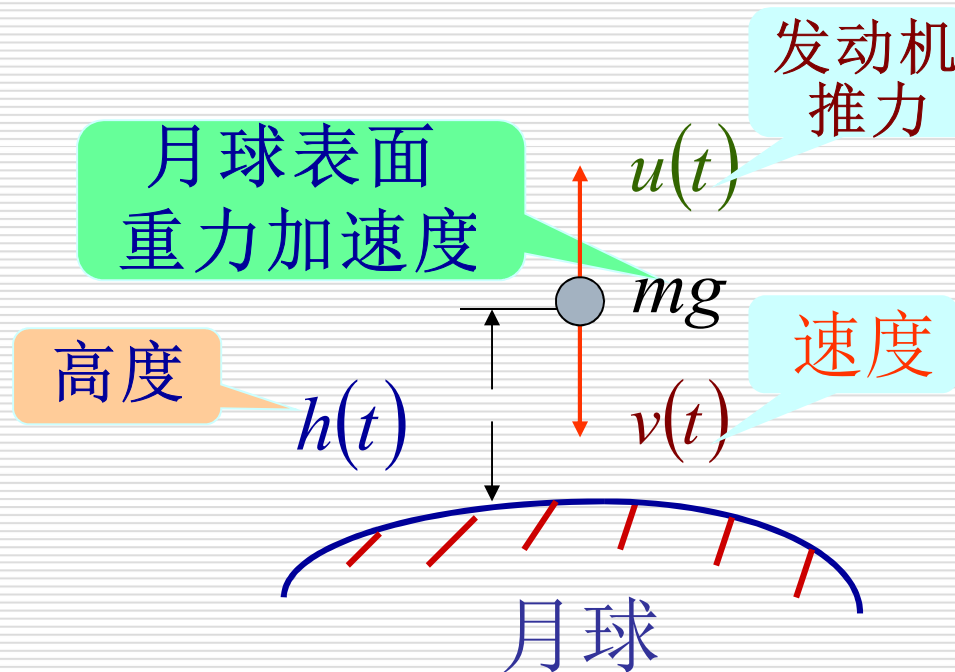 发动机
推力
月球表面
重力加速度
u(t)
mg
速度
高度
h(t)
v(t)
月球